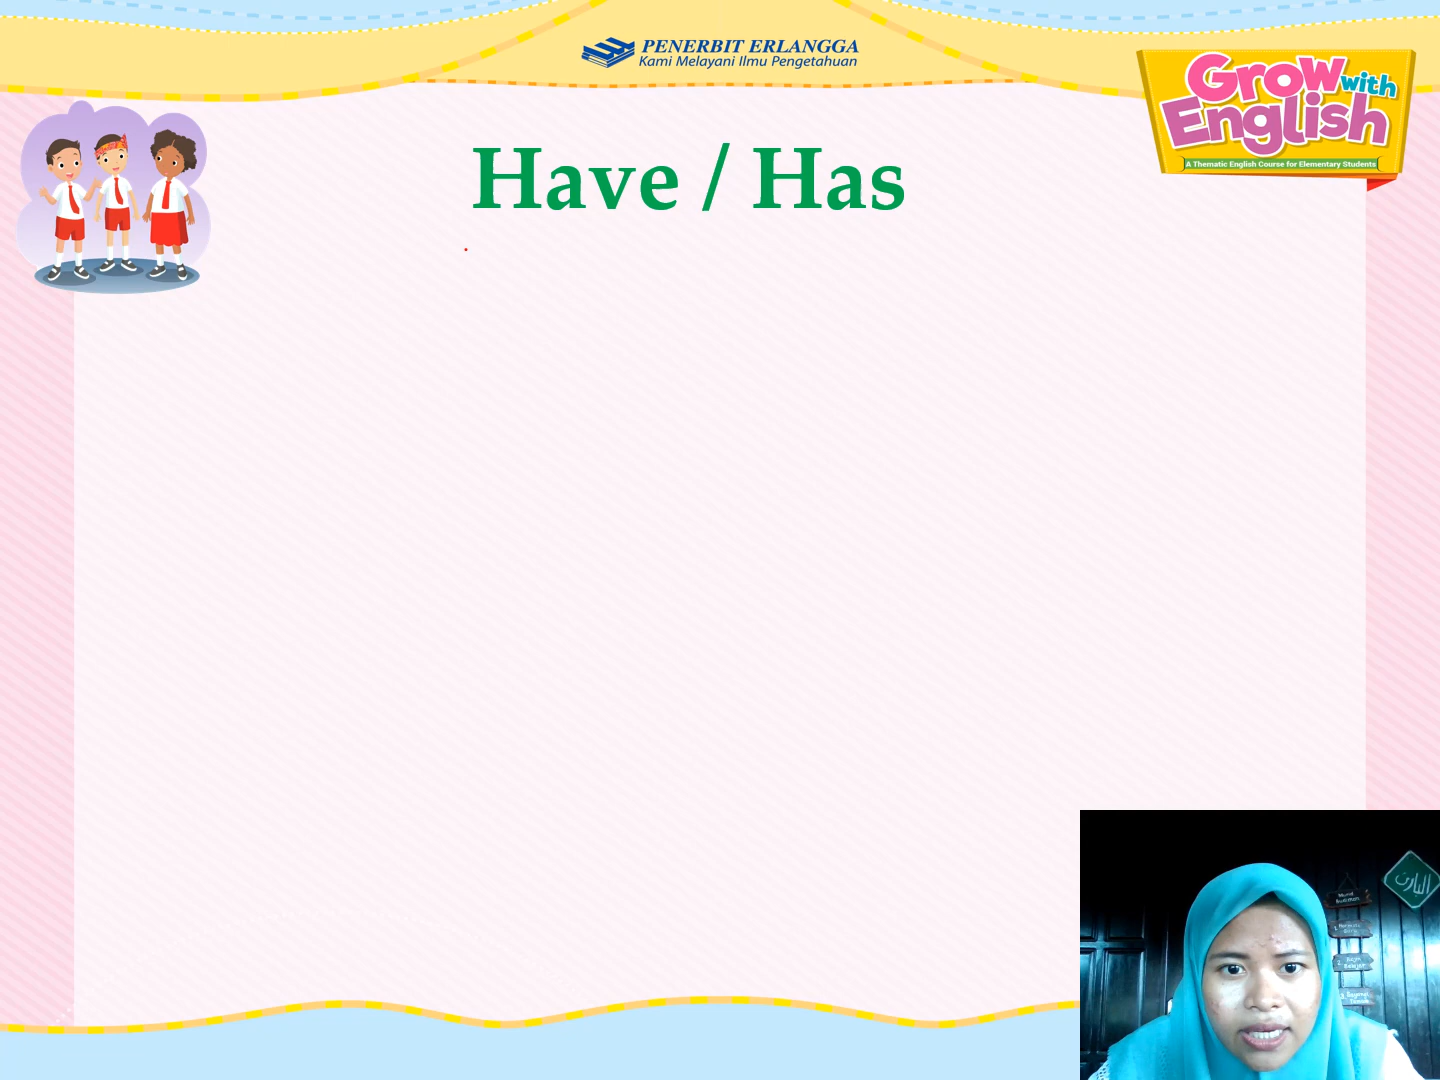 PENERBIT ERLANGGA
Kami Melayani Ilmu Pengetahuan
Grow with
English
A Thematic English Course for Elementary Students
Have / Has